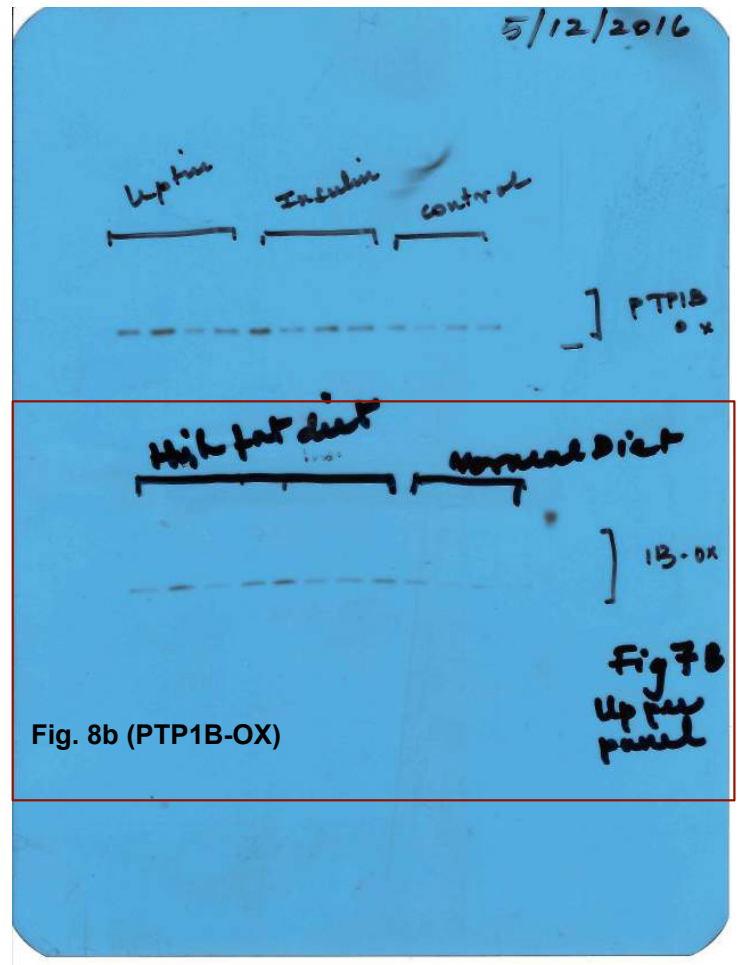 5/12/2016
Leptin Insulin control
PTP1B
ox
High fat diet Normal Diet
1B-OX
Fig 7B
Upper
panel
Fig. 8b (PTP1B-OX)